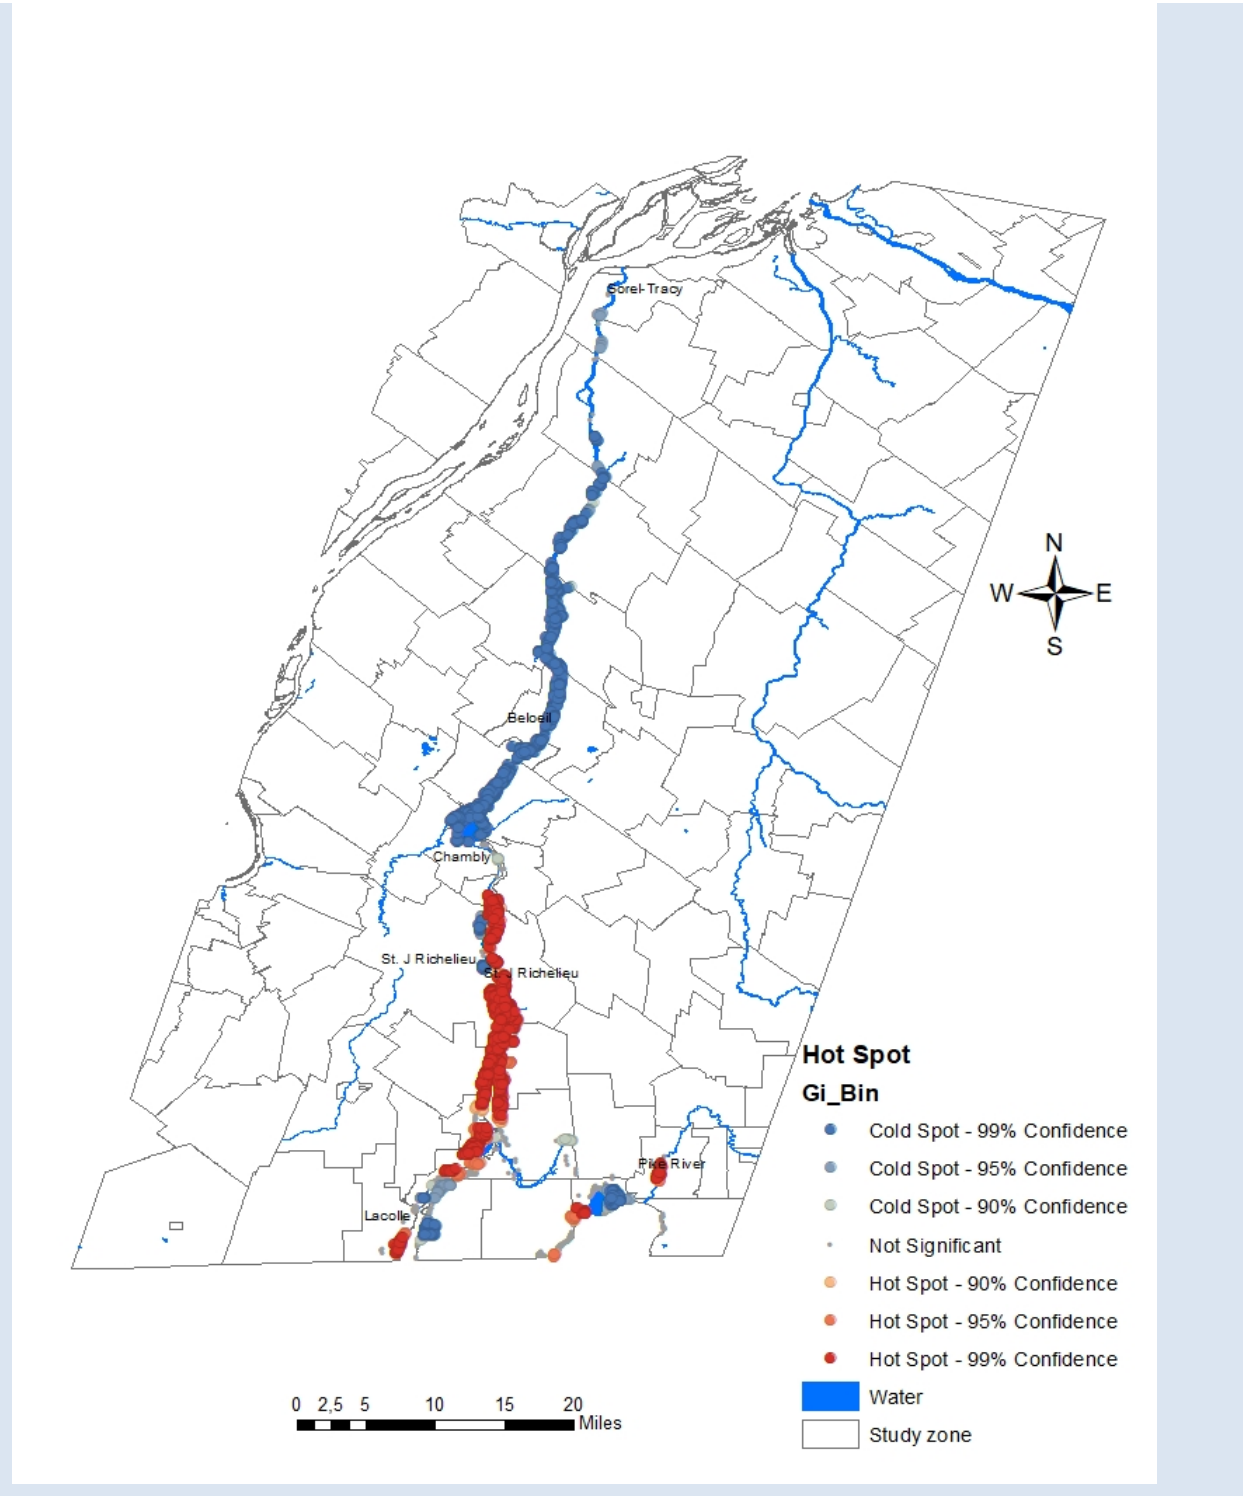 Sorel-Tracy
N
W
E
S
Beloeil
Chambly
St. J Richelieu
St. J Richelieu
Pike River
Lacolle
Hot Spot
Gi_Bin
Cold Spot - 99% Confidence
Cold Spot - 95% Confidence
Cold Spot - 90% Confidence
Not Significant
Hot Spot - 90% Confidence
Hot Spot - 95% Confidence
Hot Spot - 99% Confidence
Water
Study zone
0 2,5 5 10 15 20
Miles